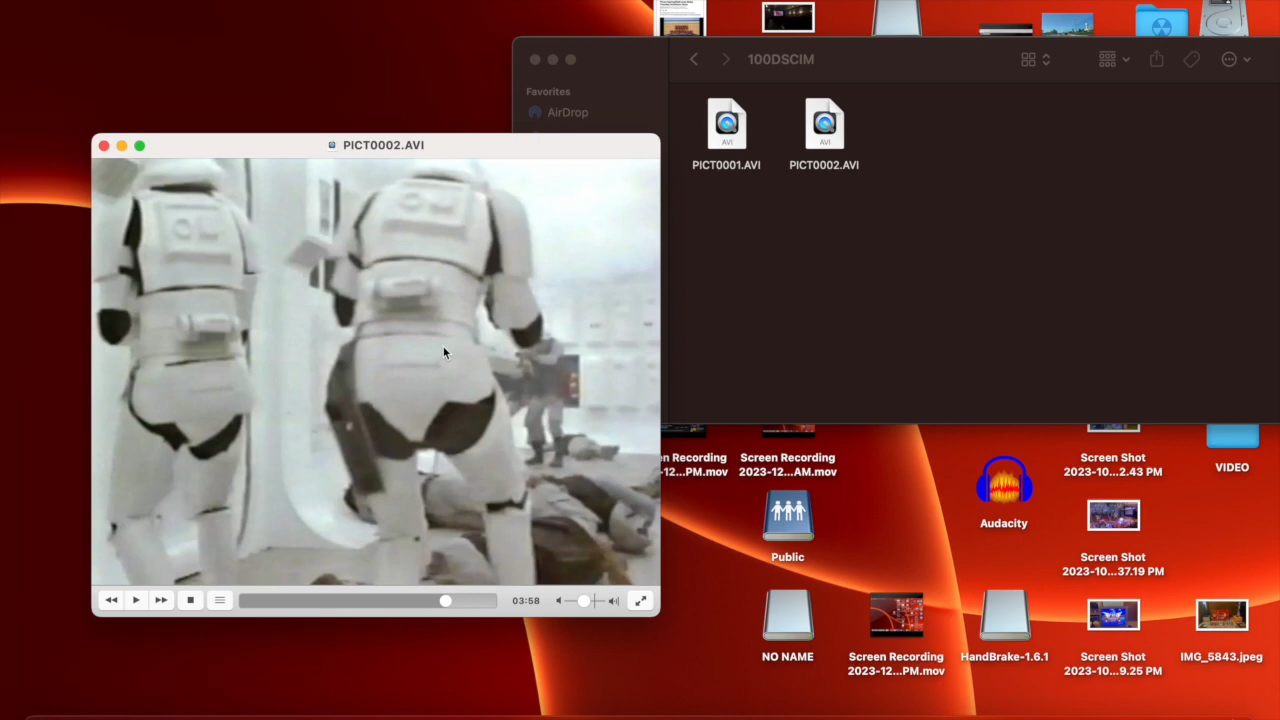 100DSCIM
Favorites
AirDrop
AVI
AVI
PICT0001.AVI
PICT0002.AVI
PICT0002.AVI
03:58
en Recording
-12...PM.mov
Screen Recording
2023-12...AM.mov
Screen Shot
2023-10...2.43 PM
VIDEO
Audacity
Public
Screen Shot
2023-10...37.19 PM
NO NAME
Screen Recording
2023-12...PM.mov
HandBrake-1.6.1
Screen Shot
2023-10...9.25 PM
IMG_5843.jpeg